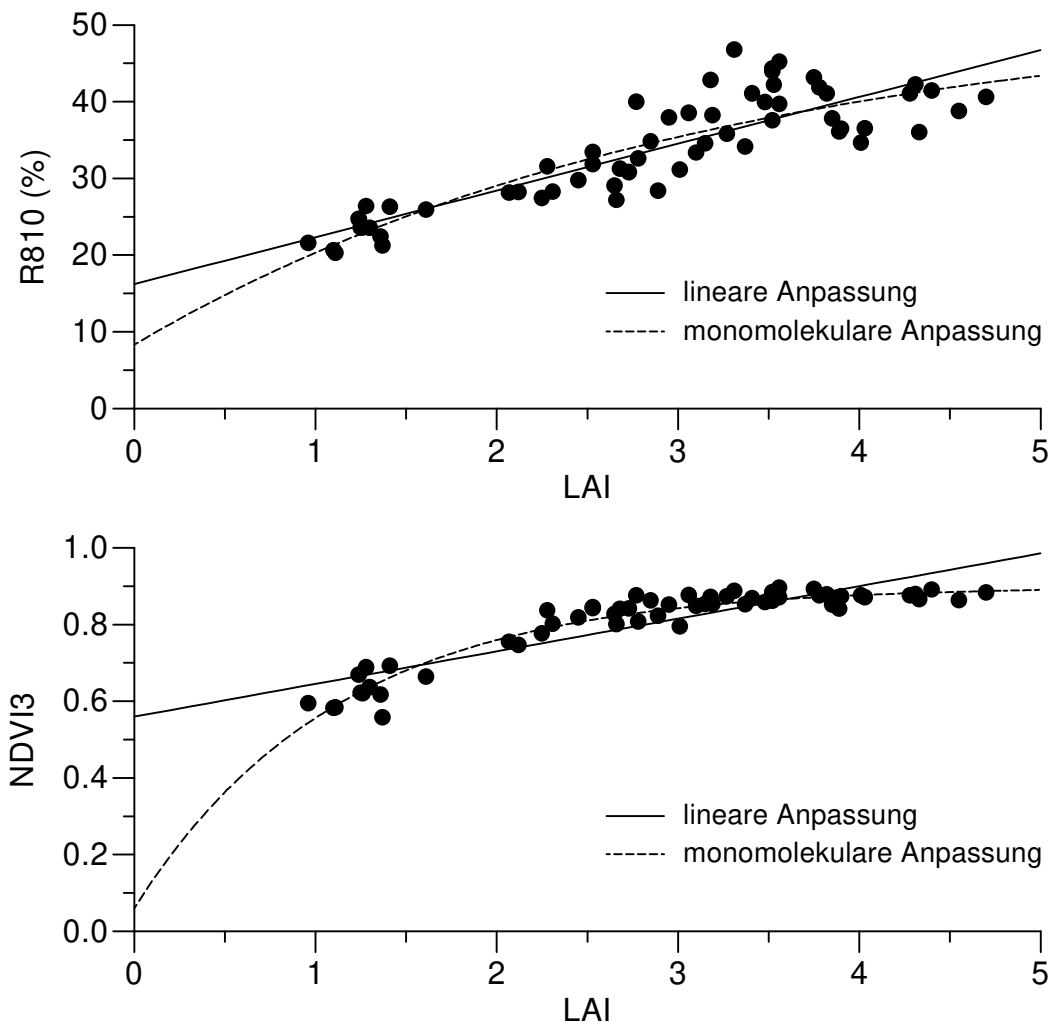 50
40
30
20
10
0
R810 (%)
lineare Anpassung
monomolekulare Anpassung
0 1 2 3 4 5
LAI
1.0
0.8
0.6
0.4
0.2
0.0
NDVI3
lineare Anpassung
monomolekulare Anpassung
0 1 2 3 4 5
LAI